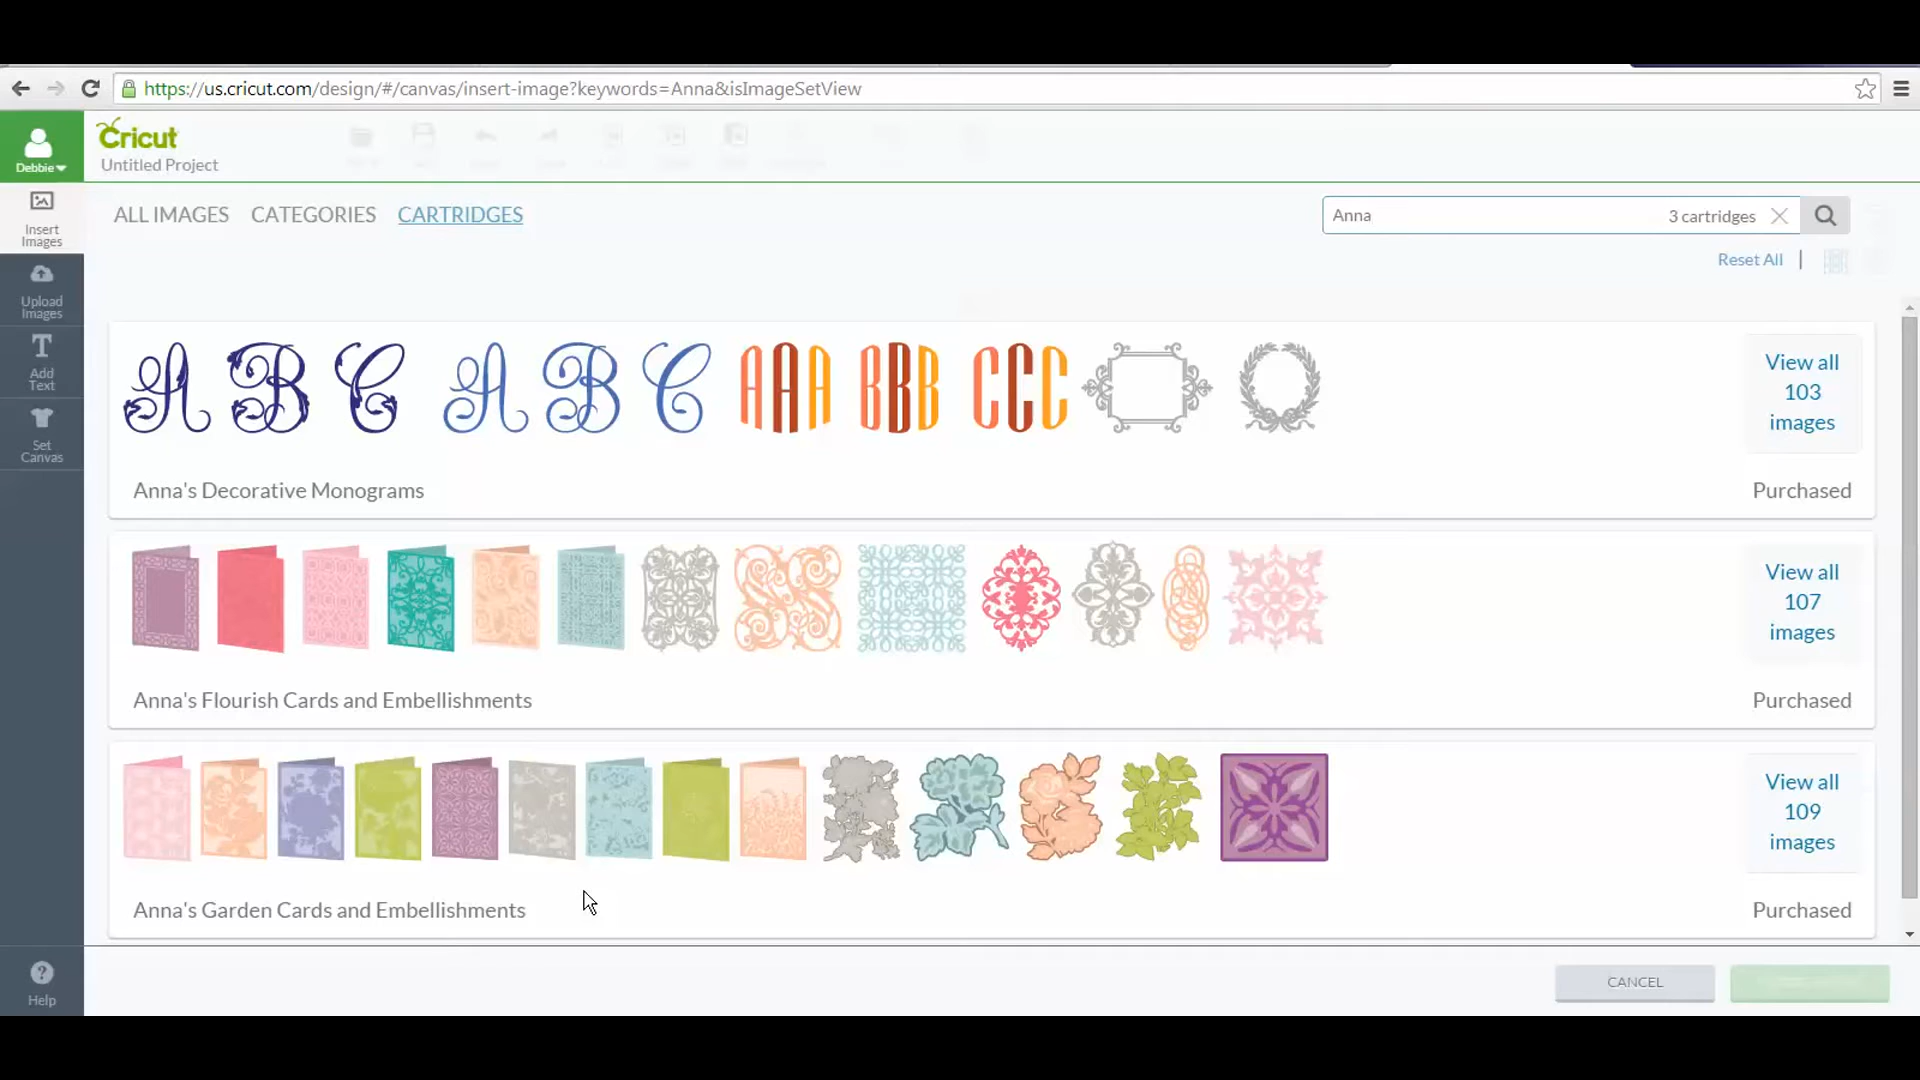 https://us.cricut.com/design/#/canvas/insert-image?keywords=Anna&isImageSetView
Debbie
Cricut
Untitled Project
Insert
Images
Upload
Images
Add
Text
Set
Canvas
Help
ALL IMAGES CATEGORIES CARTRIDGES
Anna 3 cartridges
Reset All |
A B C A B C AAA BBB CCC
View all
103
images
Anna's Decorative Monograms
Purchased
View all
107
images
Anna's Flourish Cards and Embellishments
Purchased
View all
109
images
Anna's Garden Cards and Embellishments
Purchased
CANCEL